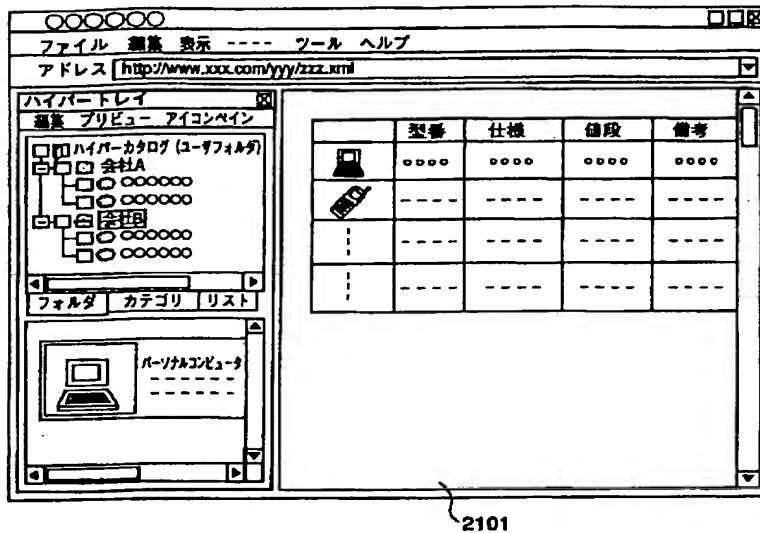 ○○○○○○
ファイル 編集 表示 ---- ツール ヘルプ
アドレス http://www.xxx.com/yyy/zzz.xml
ハイパートレイ
編集 プリビュー アイコンペイン
ハイパーカタログ (ユーザフォルダ)
会社A
○○○○○○
○○○○○○
会社B
○○○○○○
○○○○○○
フォルダ カテゴリ リスト
パーソナルコンピュータ
型番 仕様 値段 備考
○○○○ ○○○○ ○○○○ ○○○○
---- ---- ---- ----
---- ---- ---- ----
---- ---- ---- ----
2101